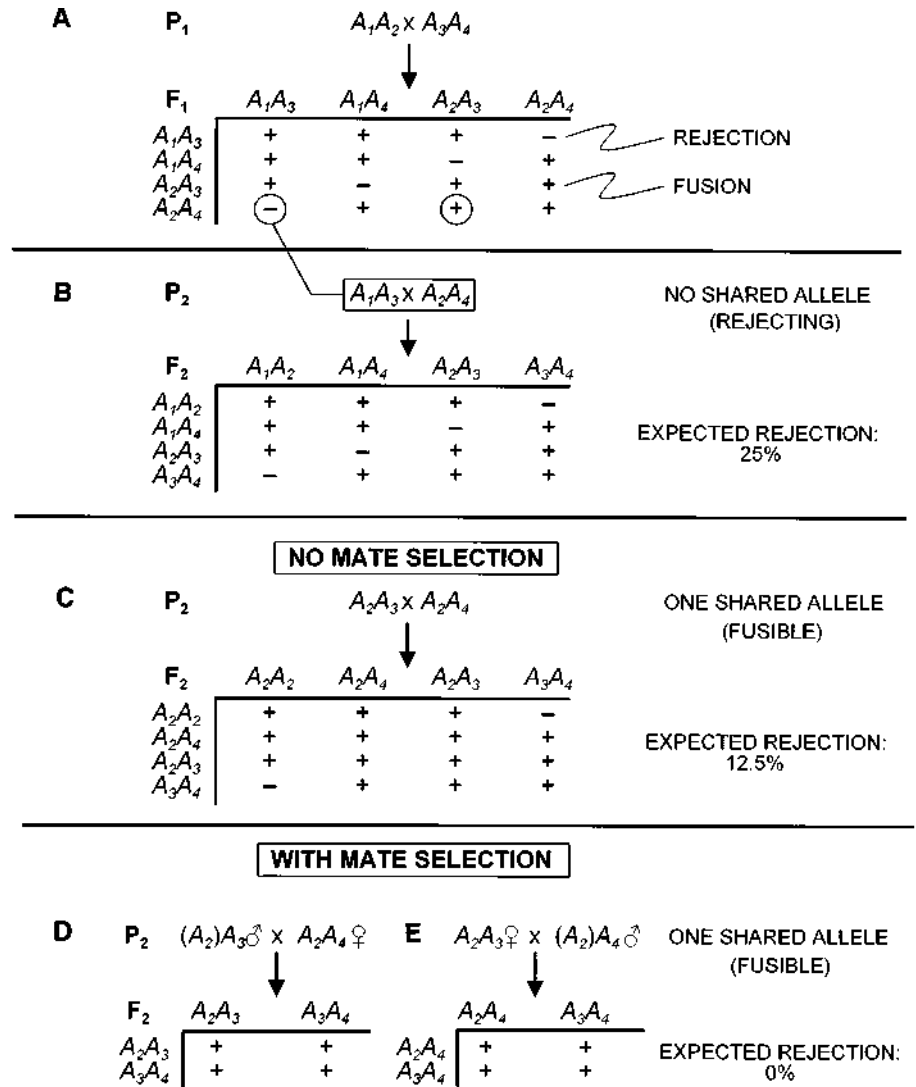 A P₁ A₁A₂ x A₃A₄
F₁ A₁A₃ A₁A₄ A₂A₃ A₂A₄
A₁A₃ + + + – REJECTION
A₁A₄ + + – +
A₂A₃ + – + + FUSION
A₂A₄ – + + +
B P₂ A₁A₃ x A₂A₄ NO SHARED ALLELE
(REJECTING)
F₂ A₁A₂ A₁A₄ A₂A₃ A₃A₄
A₁A₂ + + + –
A₁A₄ + + – + EXPECTED REJECTION:
A₂A₃ + – + + 25%
A₃A₄ – + + +
NO MATE SELECTION
C P₂ A₂A₃ x A₂A₄ ONE SHARED ALLELE
(FUSIBLE)
F₂ A₂A₂ A₂A₄ A₂A₃ A₃A₄
A₂A₂ + + + –
A₂A₄ + + + + EXPECTED REJECTION:
A₂A₃ + + + + 12.5%
A₃A₄ – + + +
WITH MATE SELECTION
D P₂ (A₂)A₃♂ x A₂A₄♀ E A₂A₃♀ x (A₂)A₄♂ ONE SHARED ALLELE
(FUSIBLE)
F₂ A₂A₃ A₃A₄ A₂A₄ A₃A₄
A₂A₃ + + A₂A₄ + + EXPECTED REJECTION:
A₃A₄ + + A₃A₄ + + 0%